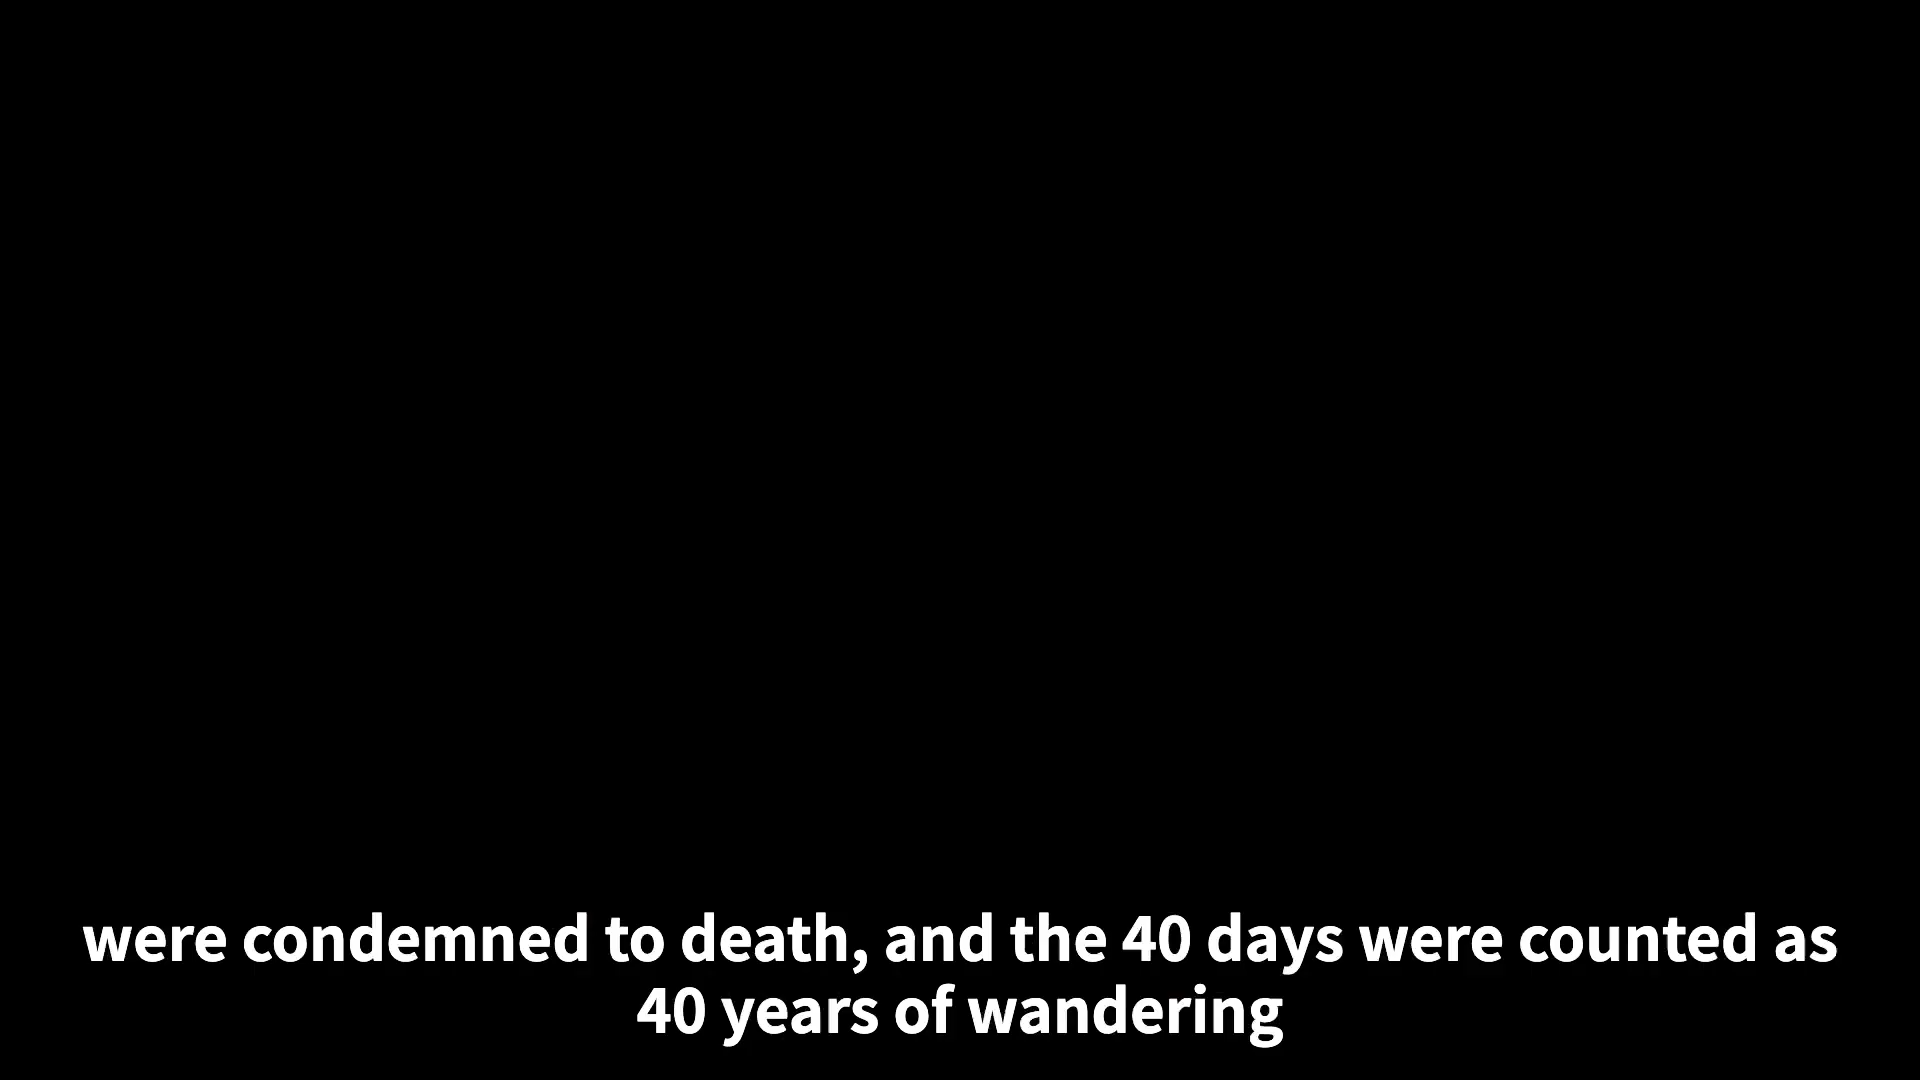 were condemned to death, and the 40 days were counted as
40 years of wandering